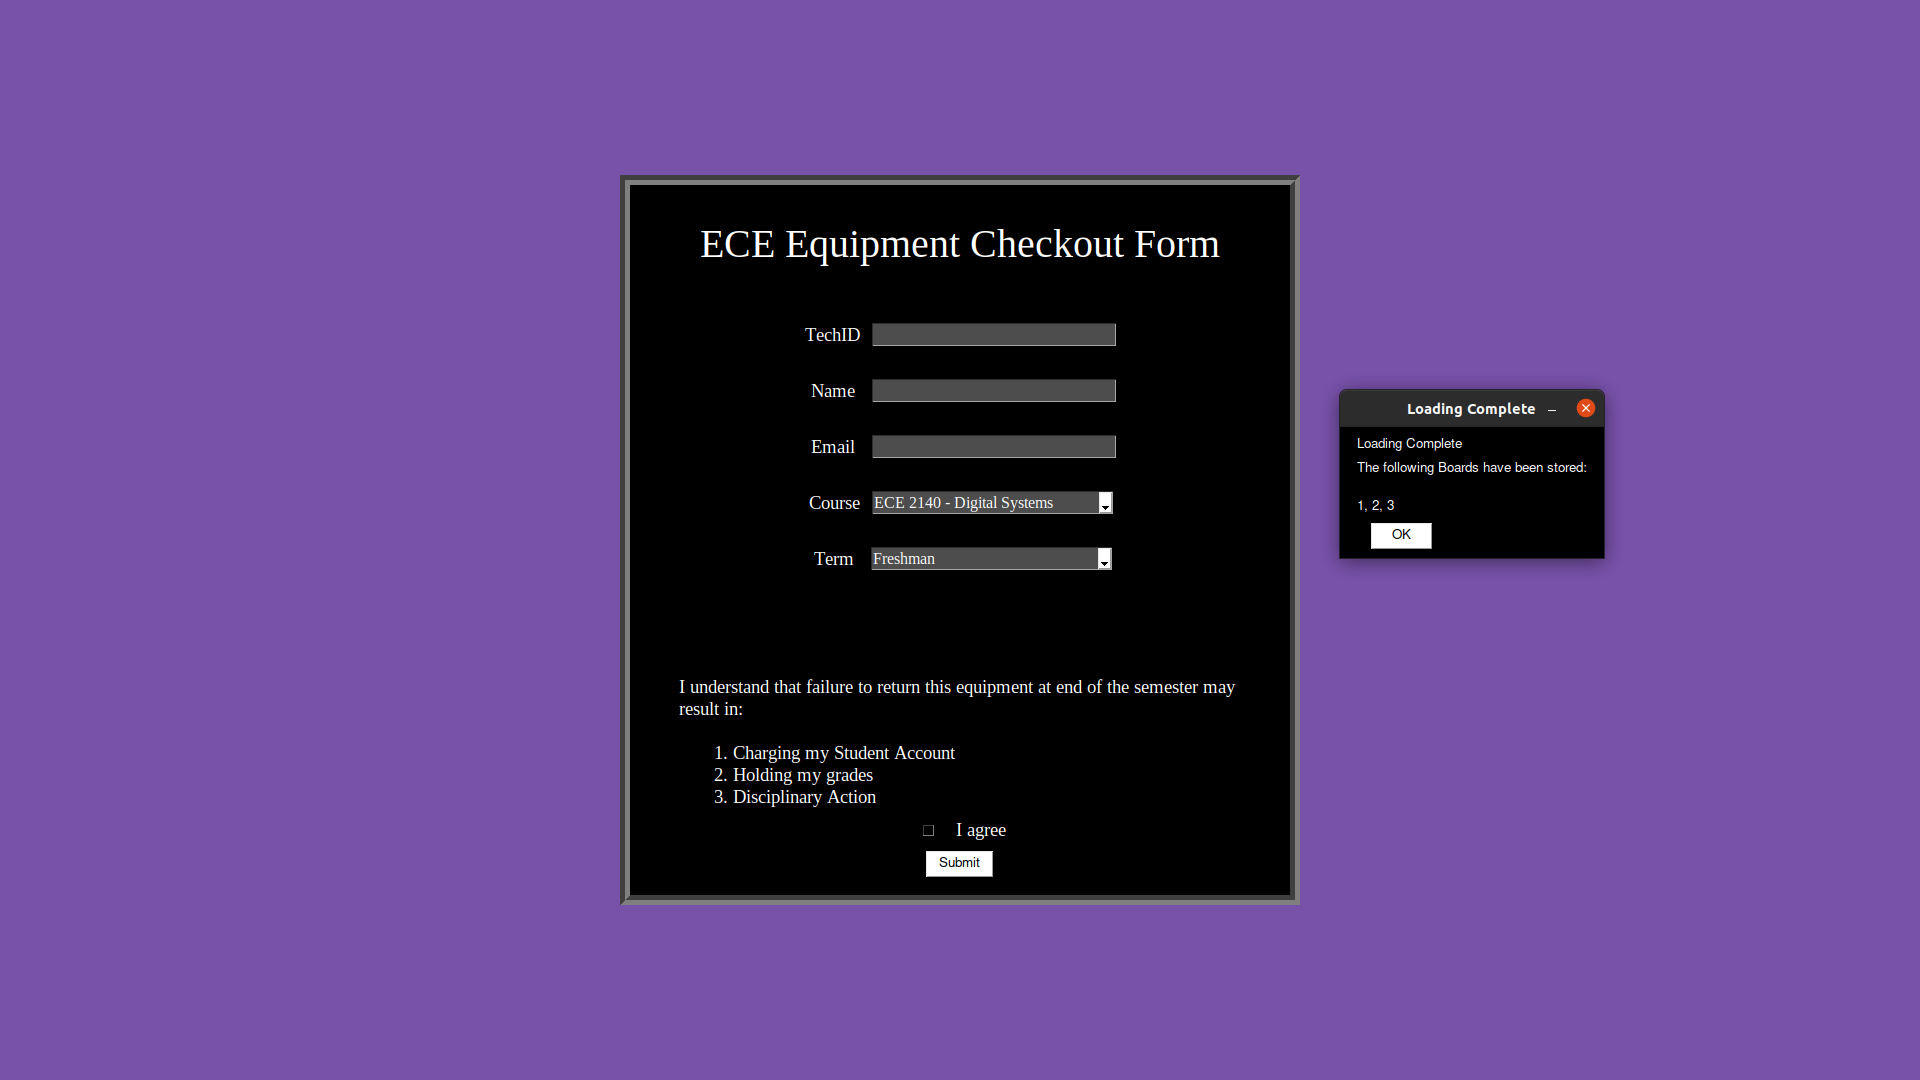 ECE Equipment Checkout Form
TechID
Name
Email
Course ECE 2140 - Digital Systems
Term Freshman
I understand that failure to return this equipment at end of the semester may
result in:
1. Charging my Student Account
2. Holding my grades
3. Disciplinary Action
I agree
Submit
Loading Complete
Loading Complete
The following Boards have been stored:
1, 2, 3
OK